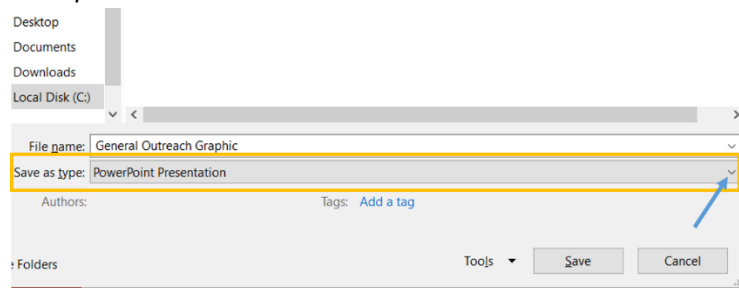 Desktop
Documents
Downloads
Local Disk (C:)
File name: General Outreach Graphic
Save as type: PowerPoint Presentation
Authors: Tags: Add a tag
Folders Tools Save Cancel